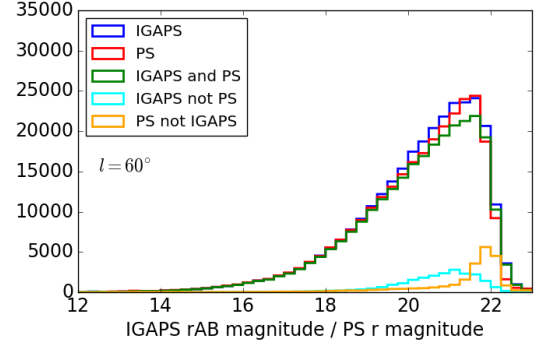 35000
30000
25000
20000
15000
10000
5000
0
IGAPS
PS
IGAPS and PS
IGAPS not PS
PS not IGAPS
l = 60°
12 14 16 18 20 22
IGAPS rAB magnitude / PS r magnitude